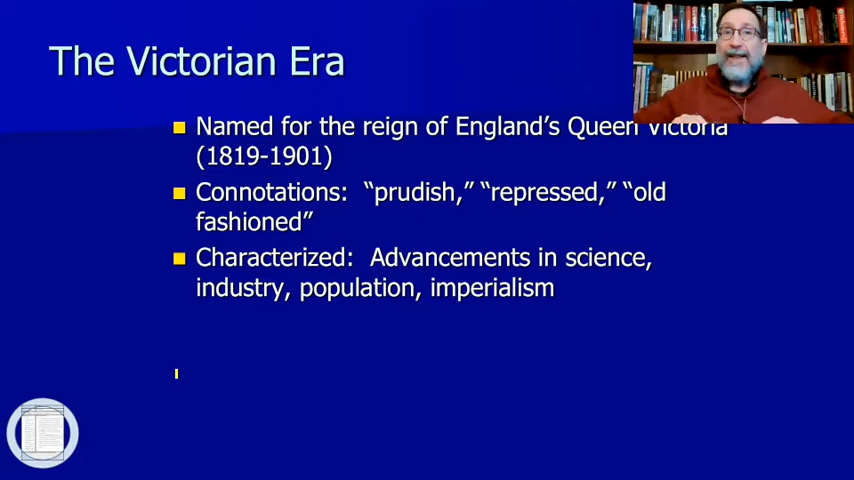 The Victorian Era
Named for the reign of England's Queen Victoria
(1819-1901)
Connotations:  "prudish," "repressed," "old
fashioned"
Characterized:  Advancements in science,
industry, population, imperialism